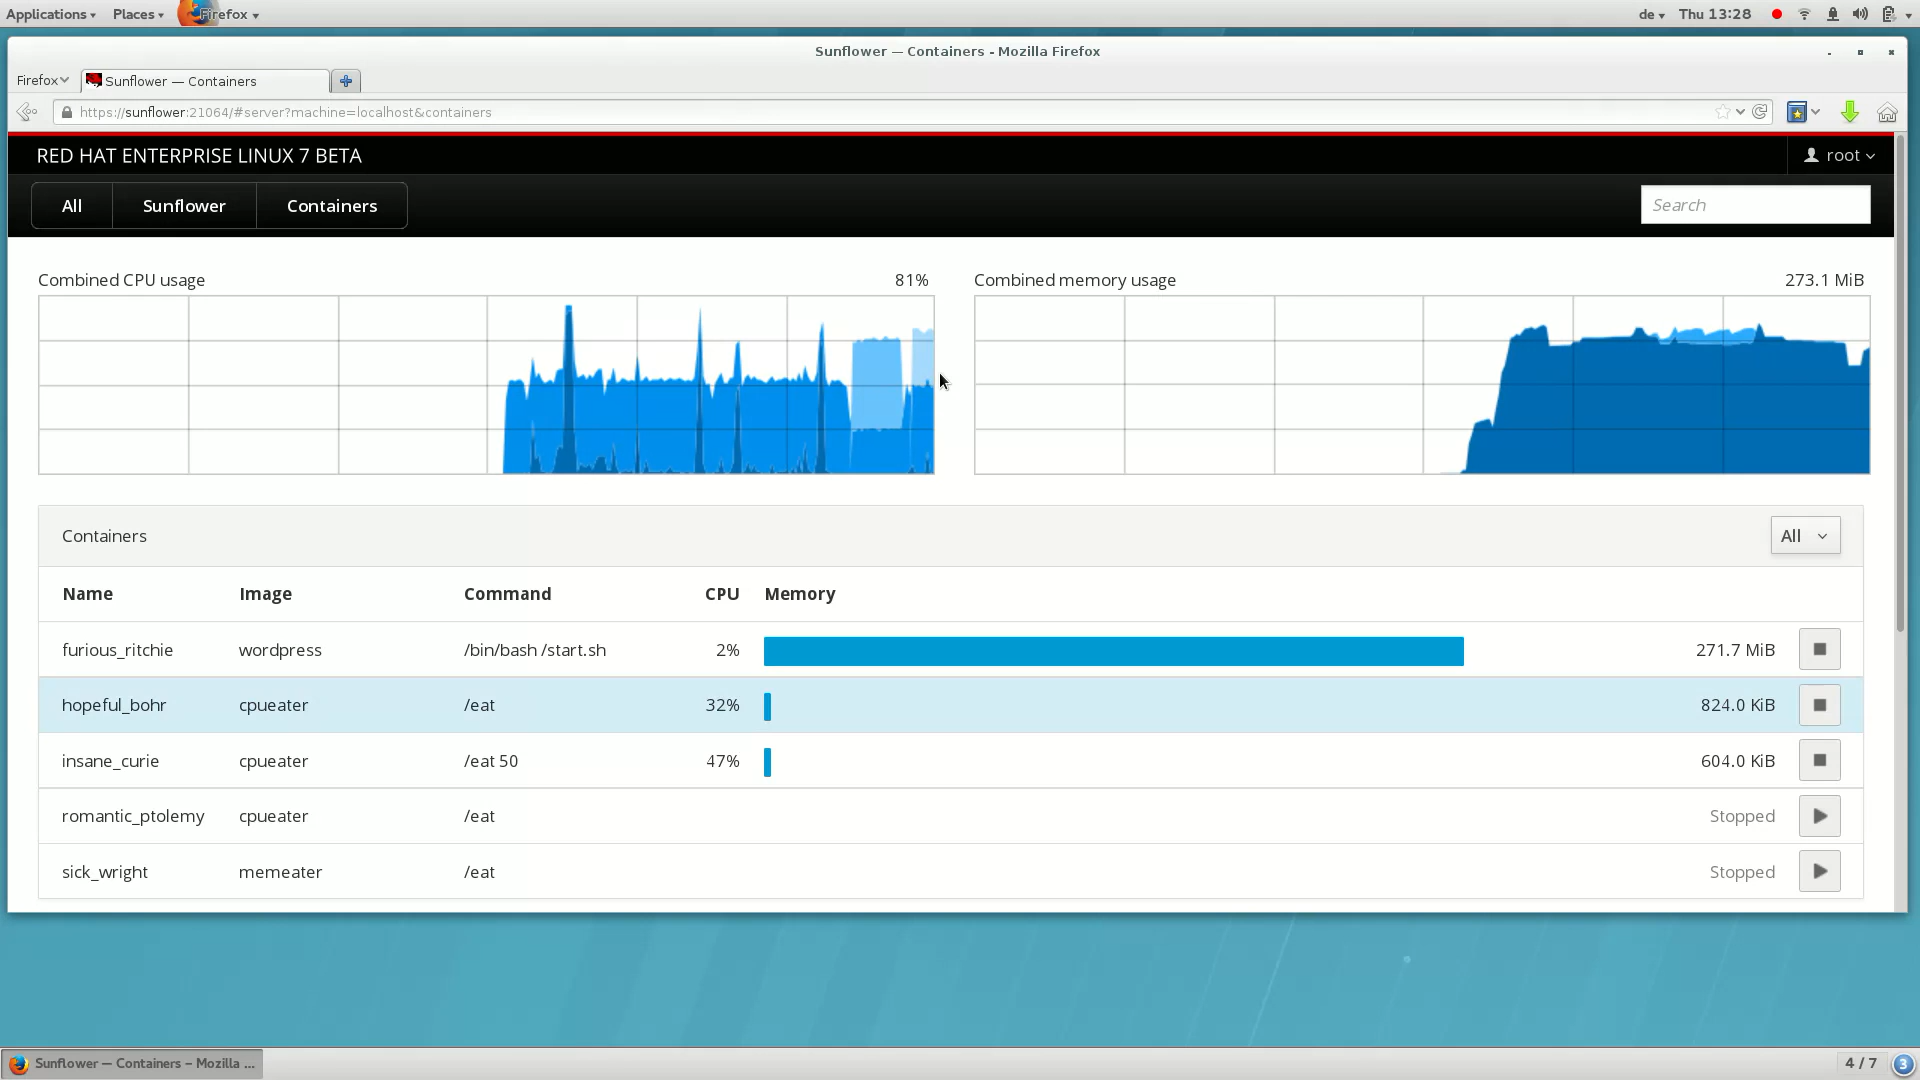 Applications Places Firefox de Thu 13:28
Sunflower — Containers - Mozilla Firefox
Firefox Sunflower — Containers
https://sunflower:21064/#server?machine=localhost&containers
RED HAT ENTERPRISE LINUX 7 BETA root
All Sunflower Containers Search
Combined CPU usage 81% Combined memory usage 273.1 MiB
Containers All
Name Image Command CPU Memory
furious_ritchie wordpress /bin/bash /start.sh 2% 271.7 MiB
hopeful_bohr cpueater /eat 32% 824.0 KiB
insane_curie cpueater /eat 50 47% 604.0 KiB
romantic_ptolemy cpueater /eat Stopped
sick_wright memeater /eat Stopped
Sunflower — Containers – Mozilla ... 4 / 7 3